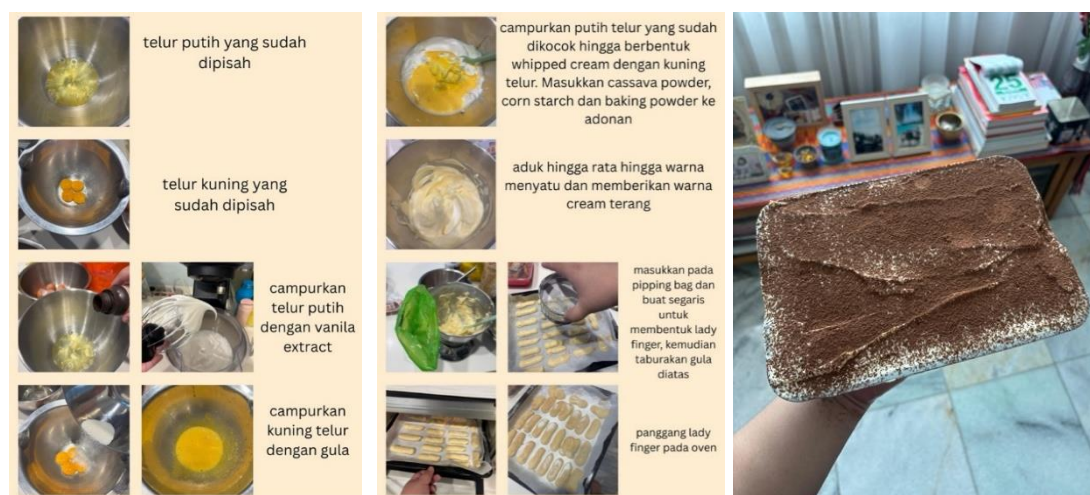 telur putih yang sudah
dipisah
telur kuning yang
sudah dipisah
campurkan
telur putih
dengan vanila
extract
campurkan
kuning telur
dengan gula
campurkan putih telur yang sudah
dikocok hingga berbentuk
whipped cream dengan kuning
telur. Masukkan cassava powder,
corn starch dan baking powder ke
adonan
aduk hingga rata hingga warna
menyatu dan memberikan warna
cream terang
masukkan pada
pipping bag dan
buat segaris
untuk
membentuk lady
finger, kemudian
taburakan gula
diatas
panggang lady
finger pada oven
25